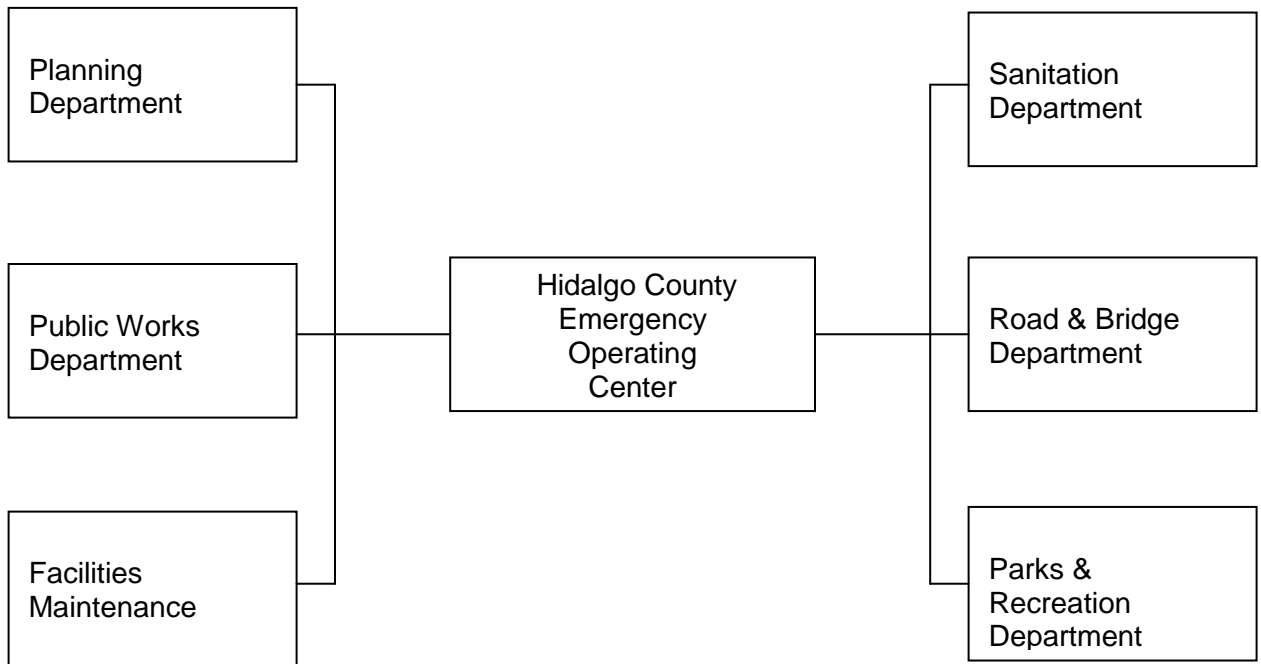 Planning
Department
Sanitation
Department
Public Works
Department
Hidalgo County
Emergency
Operating
Center
Road & Bridge
Department
Facilities
Maintenance
Parks &
Recreation
Department